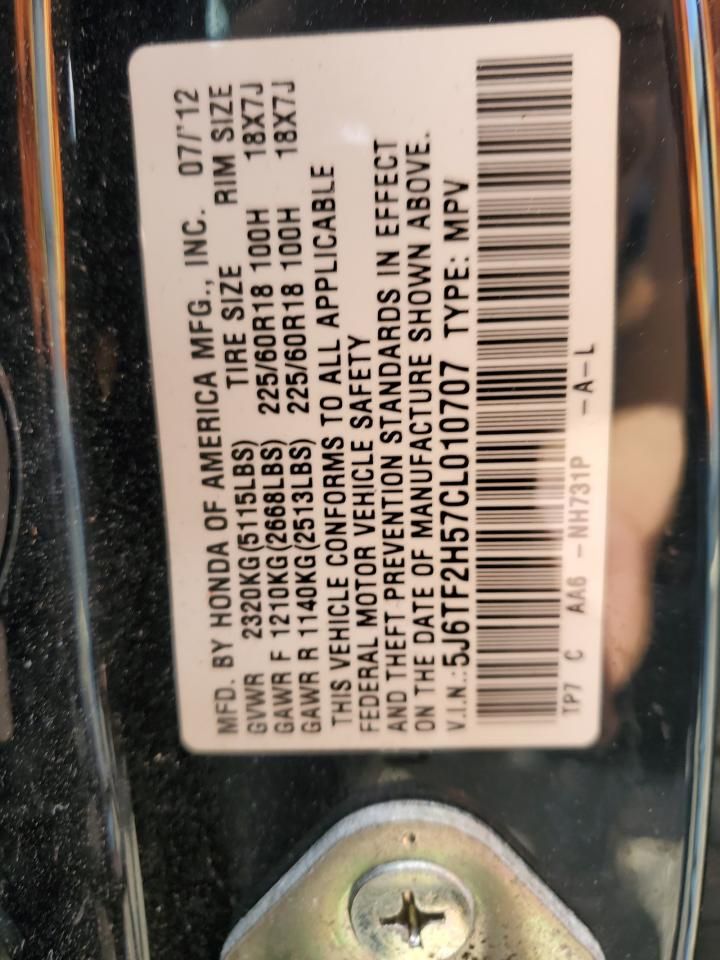 MFD. BY HONDA OF AMERICA MFG., INC. 07/'12
GVWR 2320KG(5115LBS) TIRE SIZE RIM SIZE
GAWR F 1210KG(2668LBS) 225/60R18 100H 18X7J
GAWR R 1140KG(2513LBS) 225/60R18 100H 18X7J
THIS VEHICLE CONFORMS TO ALL APPLICABLE
FEDERAL MOTOR VEHICLE SAFETY
AND THEFT PREVENTION STANDARDS IN EFFECT
ON THE DATE OF MANUFACTURE SHOWN ABOVE.
V.I.N.:5J6TF2H57CL010707 TYPE: MPV
TP7 C AA6 -NH731P -A-L